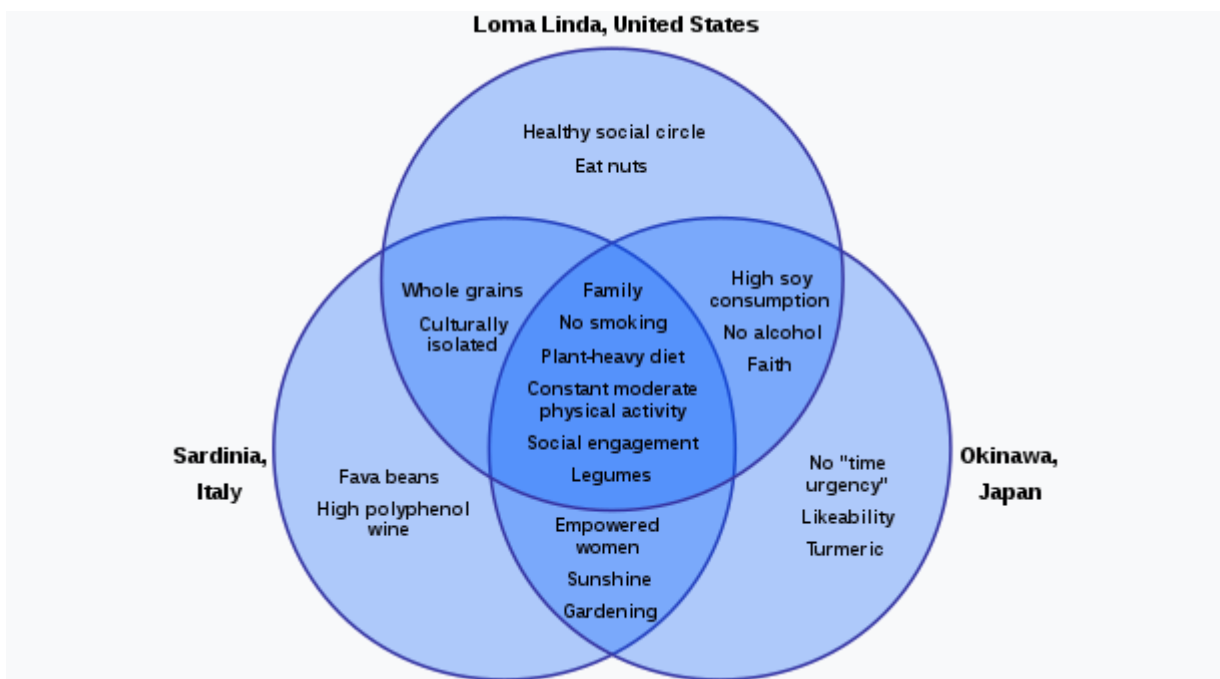 Loma Linda, United States
Healthy social circle
Eat nuts
Whole grains
Culturally
isolated
Family
No smoking
Plant-heavy diet
Constant moderate
physical activity
Social engagement
Legumes
High soy
consumption
No alcohol
Faith
Sardinia,
Italy
Fava beans
High polyphenol
wine
Empowered
women
Sunshine
Gardening
No "time
urgency"
Likeability
Turmeric
Okinawa,
Japan